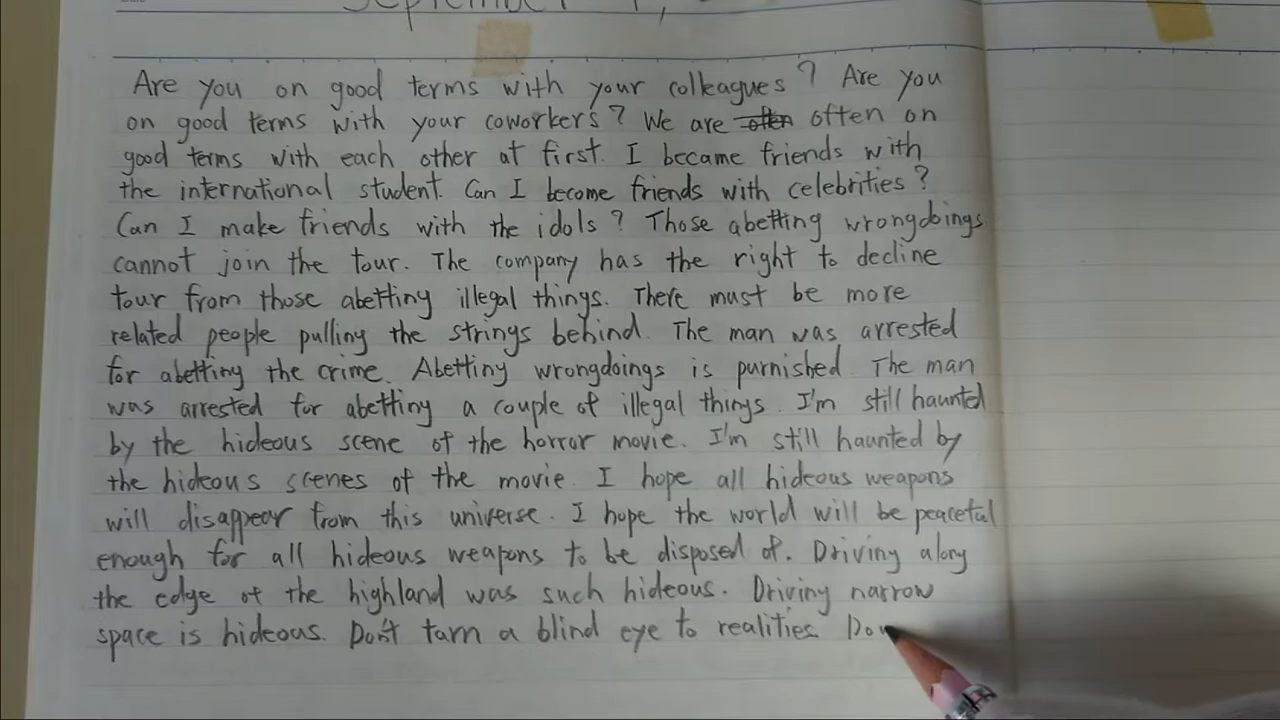 September
Are you on good terms with your colleagues? Are you
on good terms with your coworkers? We are often often on
good terms with each other at first. I became friends with
the international student. Can I become friends with celebrities?
Can I make friends with the idols? Those abetting wrongdoings
cannot join the tour. The company has the right to decline
tour from those abetting illegal things. There must be more
related people pulling the strings behind. The man was arrested
for abetting the crime. Abetting wrongdoings is purnished. The man
was arrested for abetting a couple of illegal things. I'm still haunted
by the hideous scene of the horror movie. I'm still haunted by
the hideous scenes of the movie. I hope all hideous weapons
will disappear from this universe. I hope the world will be peaceful
enough for all hideous weapons to be disposed of. Driving along
the edge of the highland was such hideous. Driving narrow
space is hideous. Don't turn a blind eye to realities. Do